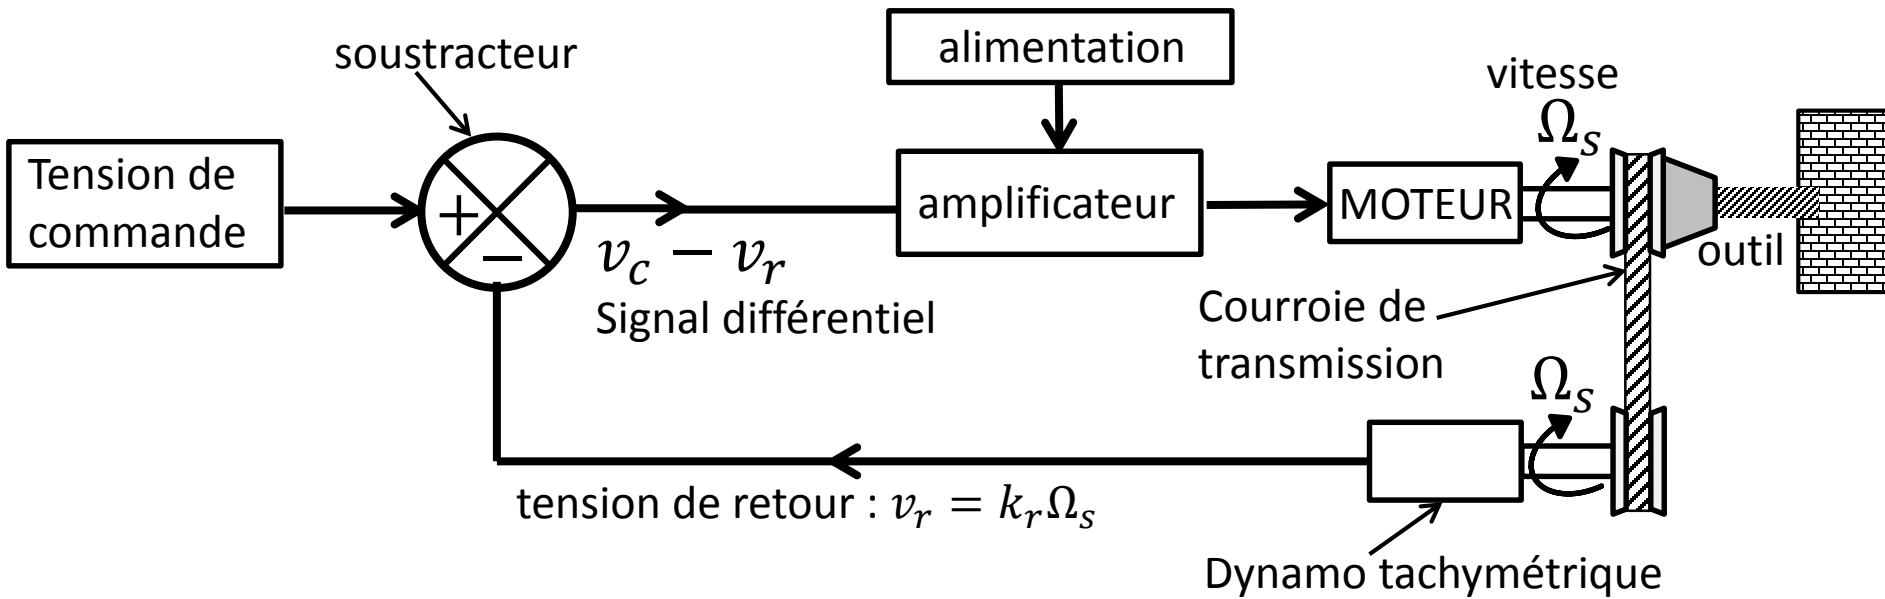 soustracteur
alimentation
vitesse
Ω_s
Tension de
commande
+
−
v_c − v_r
Signal différentiel
amplificateur
MOTEUR
outil
Courroie de
transmission
Ω_s
tension de retour : v_r = k_rΩ_s
Dynamo tachymétrique